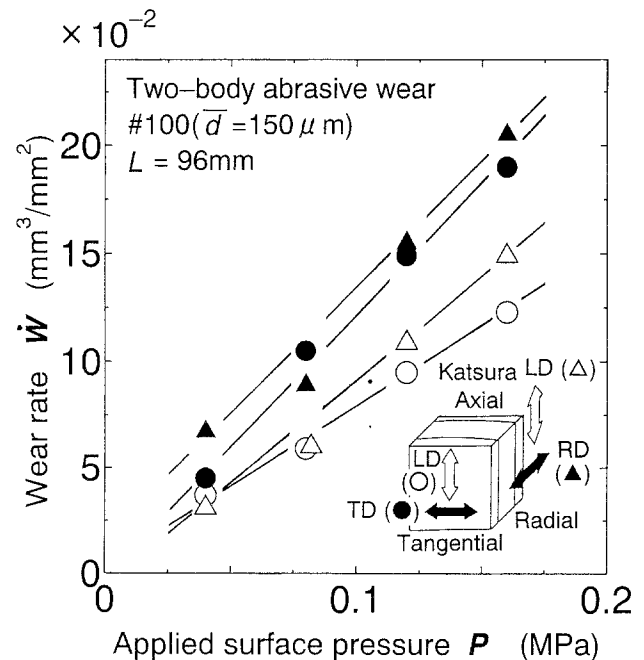 × 10⁻²
Two–body abrasive wear
#100(d̅ =150 μm)
L = 96mm
20
15
10
5
0
Wear rate Ẇ (mm³/mm²)
Katsura LD (△)
Axial
LD
(○)
RD
(▲)
TD (●)
Radial
Tangential
0
0.1
0.2
Applied surface pressure P (MPa)